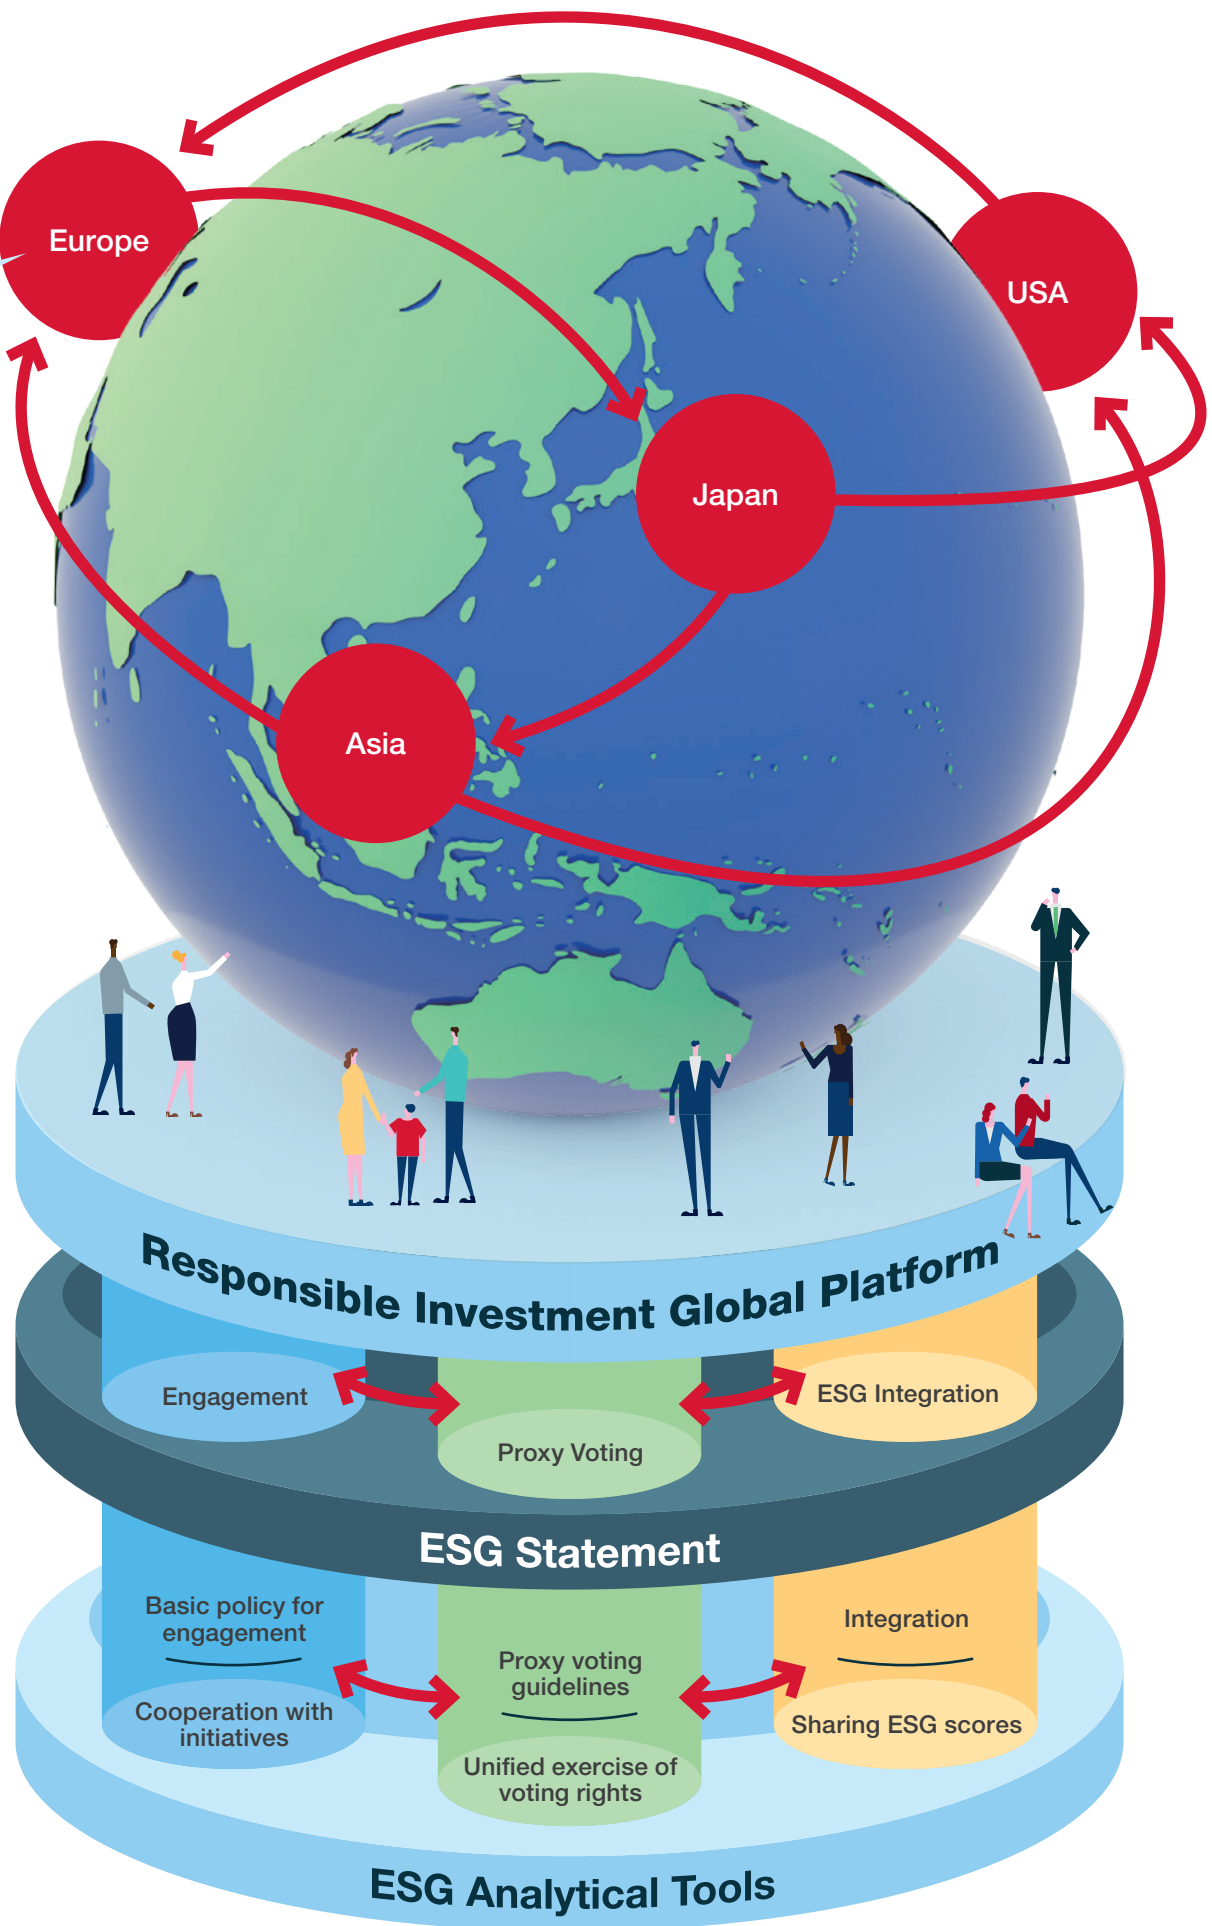 Europe
USA
Japan
Asia
Responsible Investment Global Platform
Engagement
Proxy Voting
ESG Integration
ESG Statement
Basic policy for
engagement
Cooperation with
initiatives
Proxy voting
guidelines
Unified exercise of
voting rights
Integration
Sharing ESG scores
ESG Analytical Tools